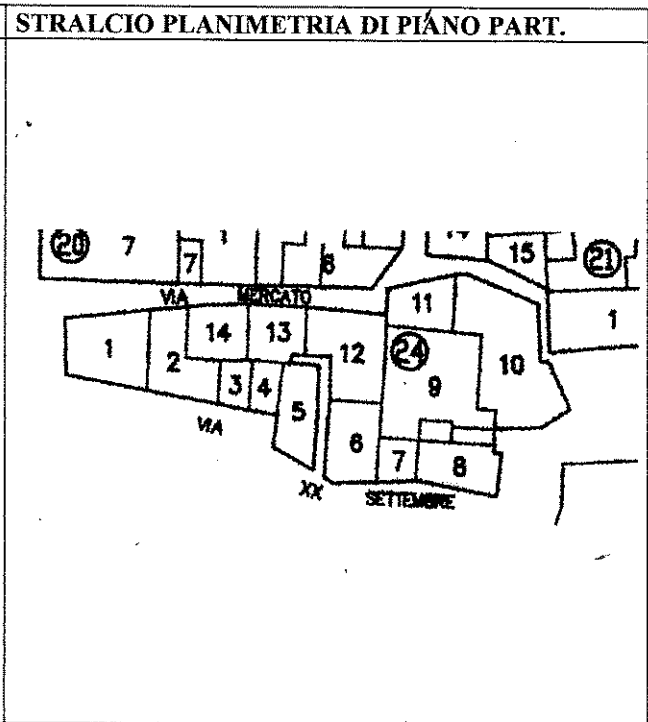 STRALCIO PLANIMETRIA DI PIANO PART.
20 7 7 8 15 21
VIA MERCATO
1 2 14 13 12 11 24 9 10 1
3 4 5 6 7 8
VIA XX SETTEMBRE